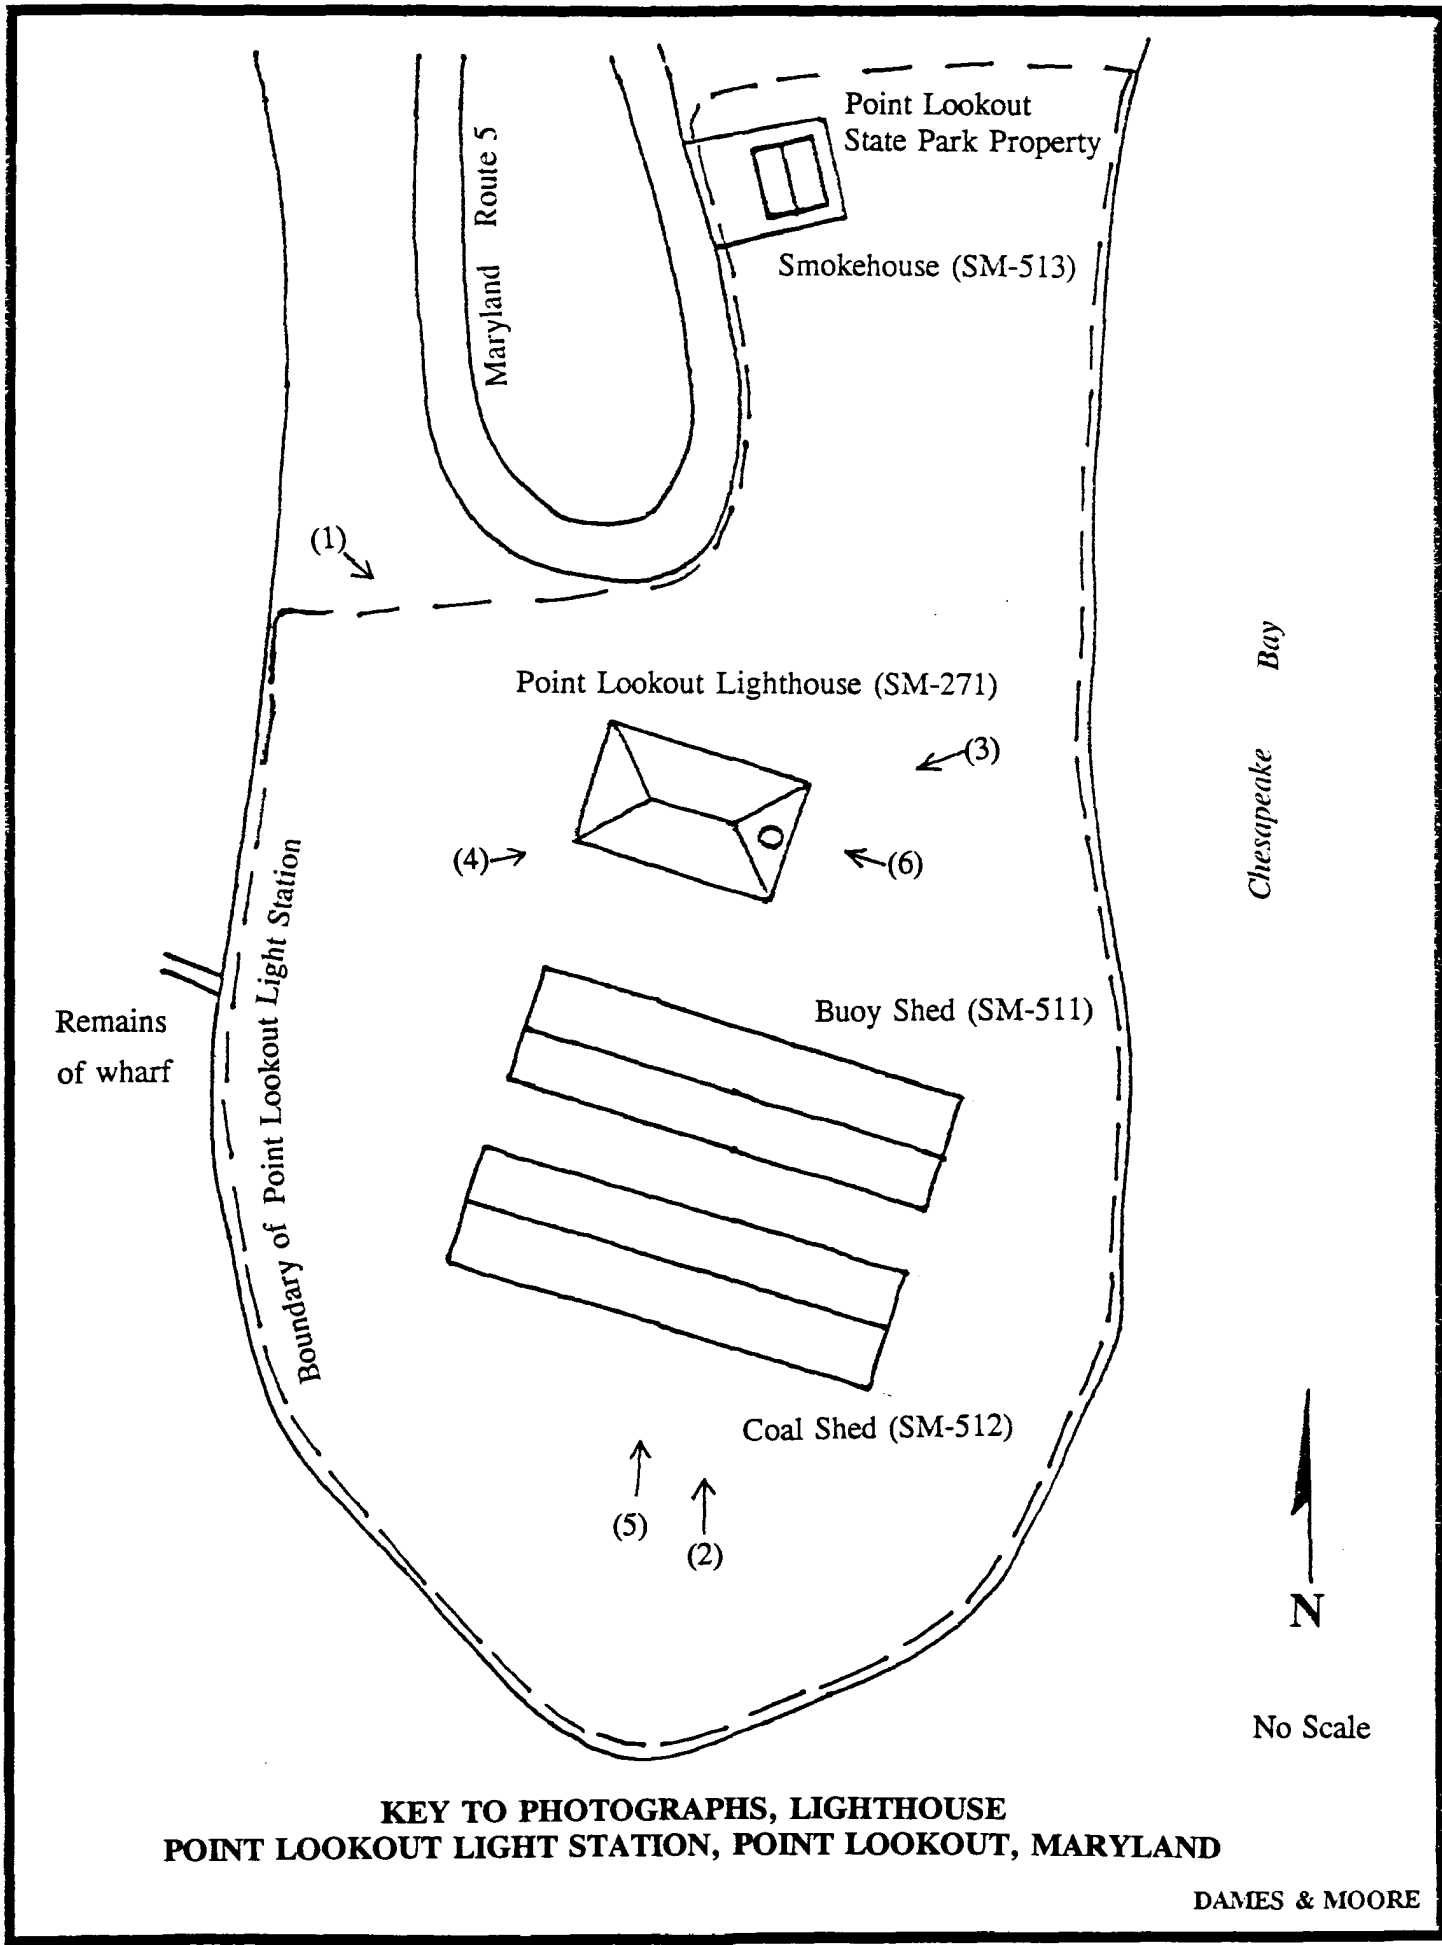 Point Lookout
State Park Property
Maryland Route 5
Smokehouse (SM-513)
(1)
Point Lookout Lighthouse (SM-271)
(3)
(4)
(6)
Chesapeake Bay
Boundary of Point Lookout Light Station
Buoy Shed (SM-511)
Remains
of wharf
Coal Shed (SM-512)
(5)
(2)
N
No Scale
KEY TO PHOTOGRAPHS, LIGHTHOUSE
POINT LOOKOUT LIGHT STATION, POINT LOOKOUT, MARYLAND
DAMES & MOORE